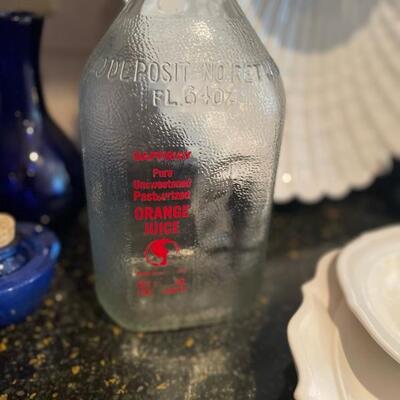 DEPOSIT - NO RET
FL. 64 OZ
SAFEWAY
Pure
Unsweetened
Pasteurized
ORANGE
JUICE